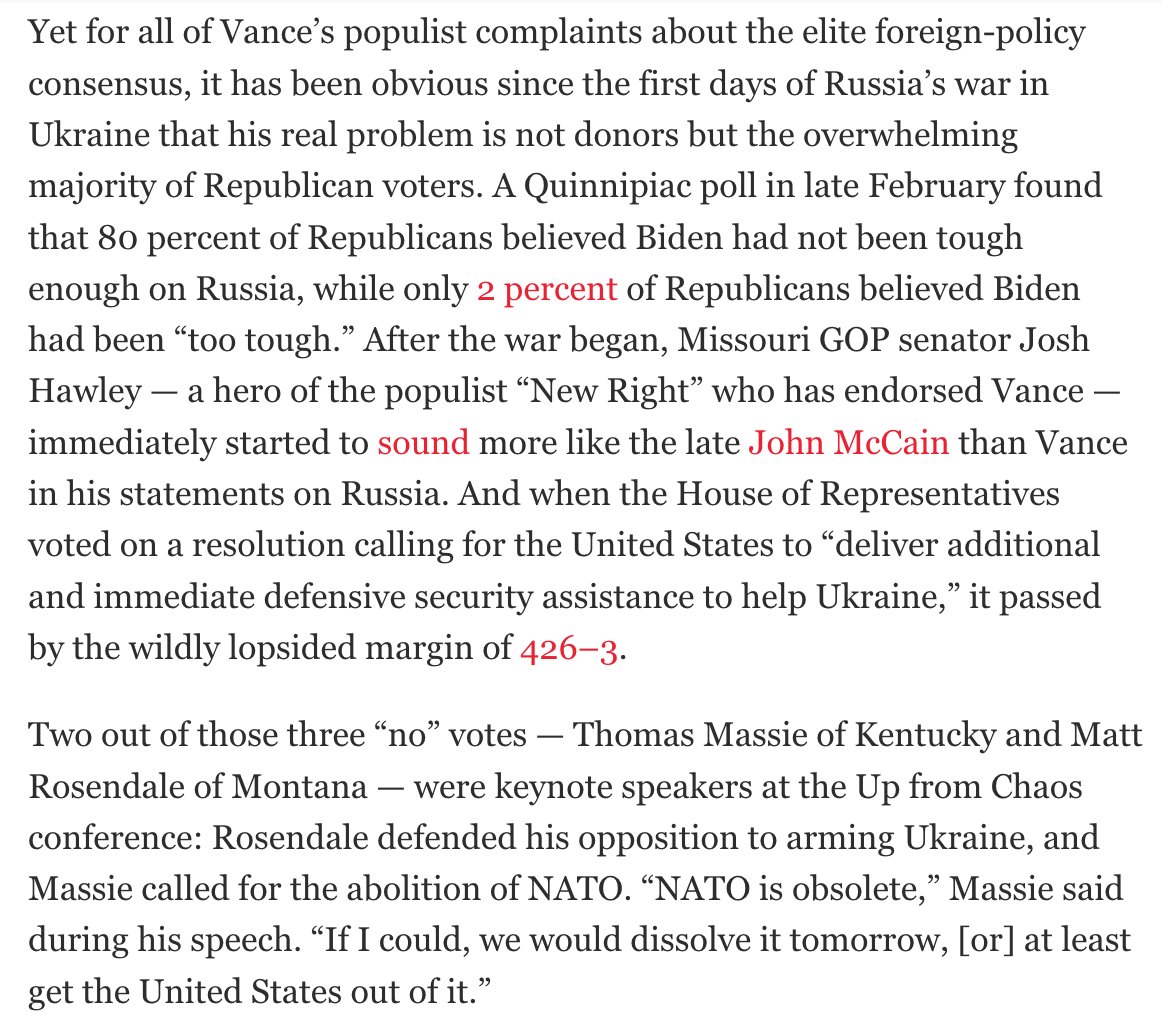 Yet for all of Vance’s populist complaints about the elite foreign-policy
consensus, it has been obvious since the first days of Russia’s war in
Ukraine that his real problem is not donors but the overwhelming
majority of Republican voters. A Quinnipiac poll in late February found
that 80 percent of Republicans believed Biden had not been tough
enough on Russia, while only 2 percent of Republicans believed Biden
had been “too tough.” After the war began, Missouri GOP senator Josh
Hawley — a hero of the populist “New Right” who has endorsed Vance —
immediately started to sound more like the late John McCain than Vance
in his statements on Russia. And when the House of Representatives
voted on a resolution calling for the United States to “deliver additional
and immediate defensive security assistance to help Ukraine,” it passed
by the wildly lopsided margin of 426–3.
Two out of those three “no” votes — Thomas Massie of Kentucky and Matt
Rosendale of Montana — were keynote speakers at the Up from Chaos
conference: Rosendale defended his opposition to arming Ukraine, and
Massie called for the abolition of NATO. “NATO is obsolete,” Massie said
during his speech. “If I could, we would dissolve it tomorrow, [or] at least
get the United States out of it.”